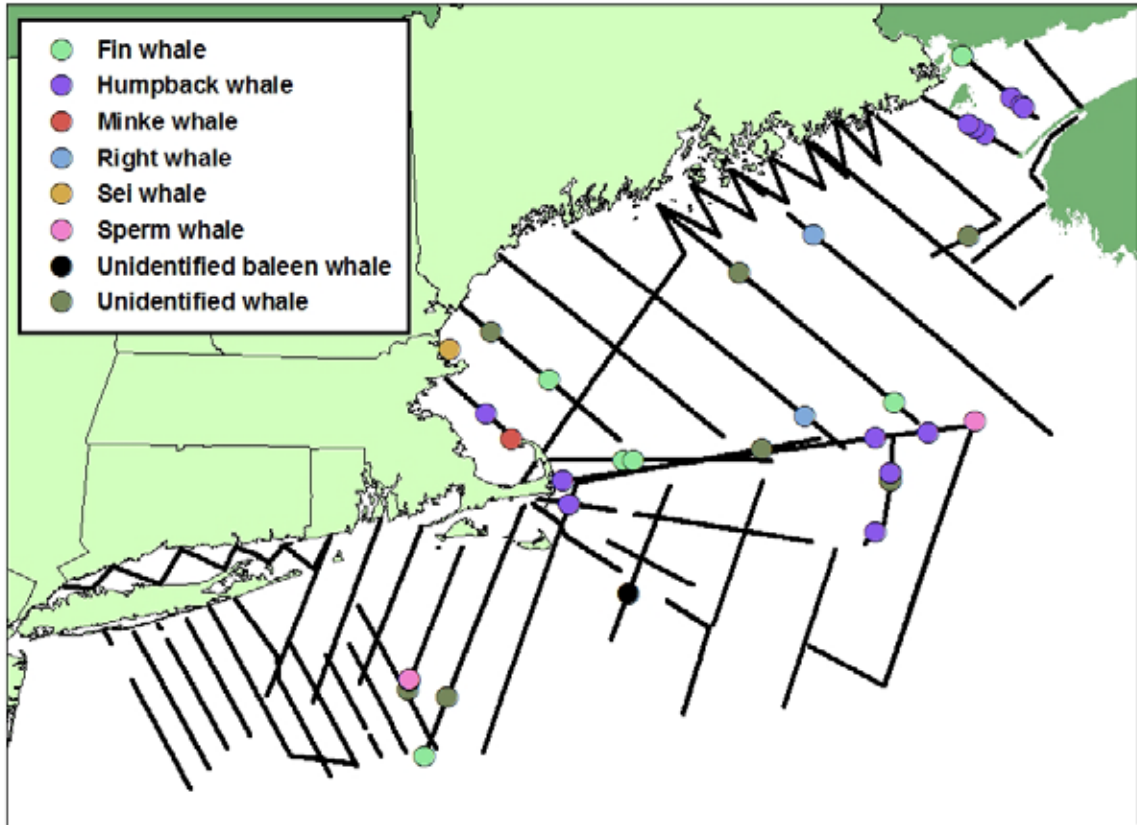 Fin whale
Humpback whale
Minke whale
Right whale
Sei whale
Sperm whale
Unidentified baleen whale
Unidentified whale